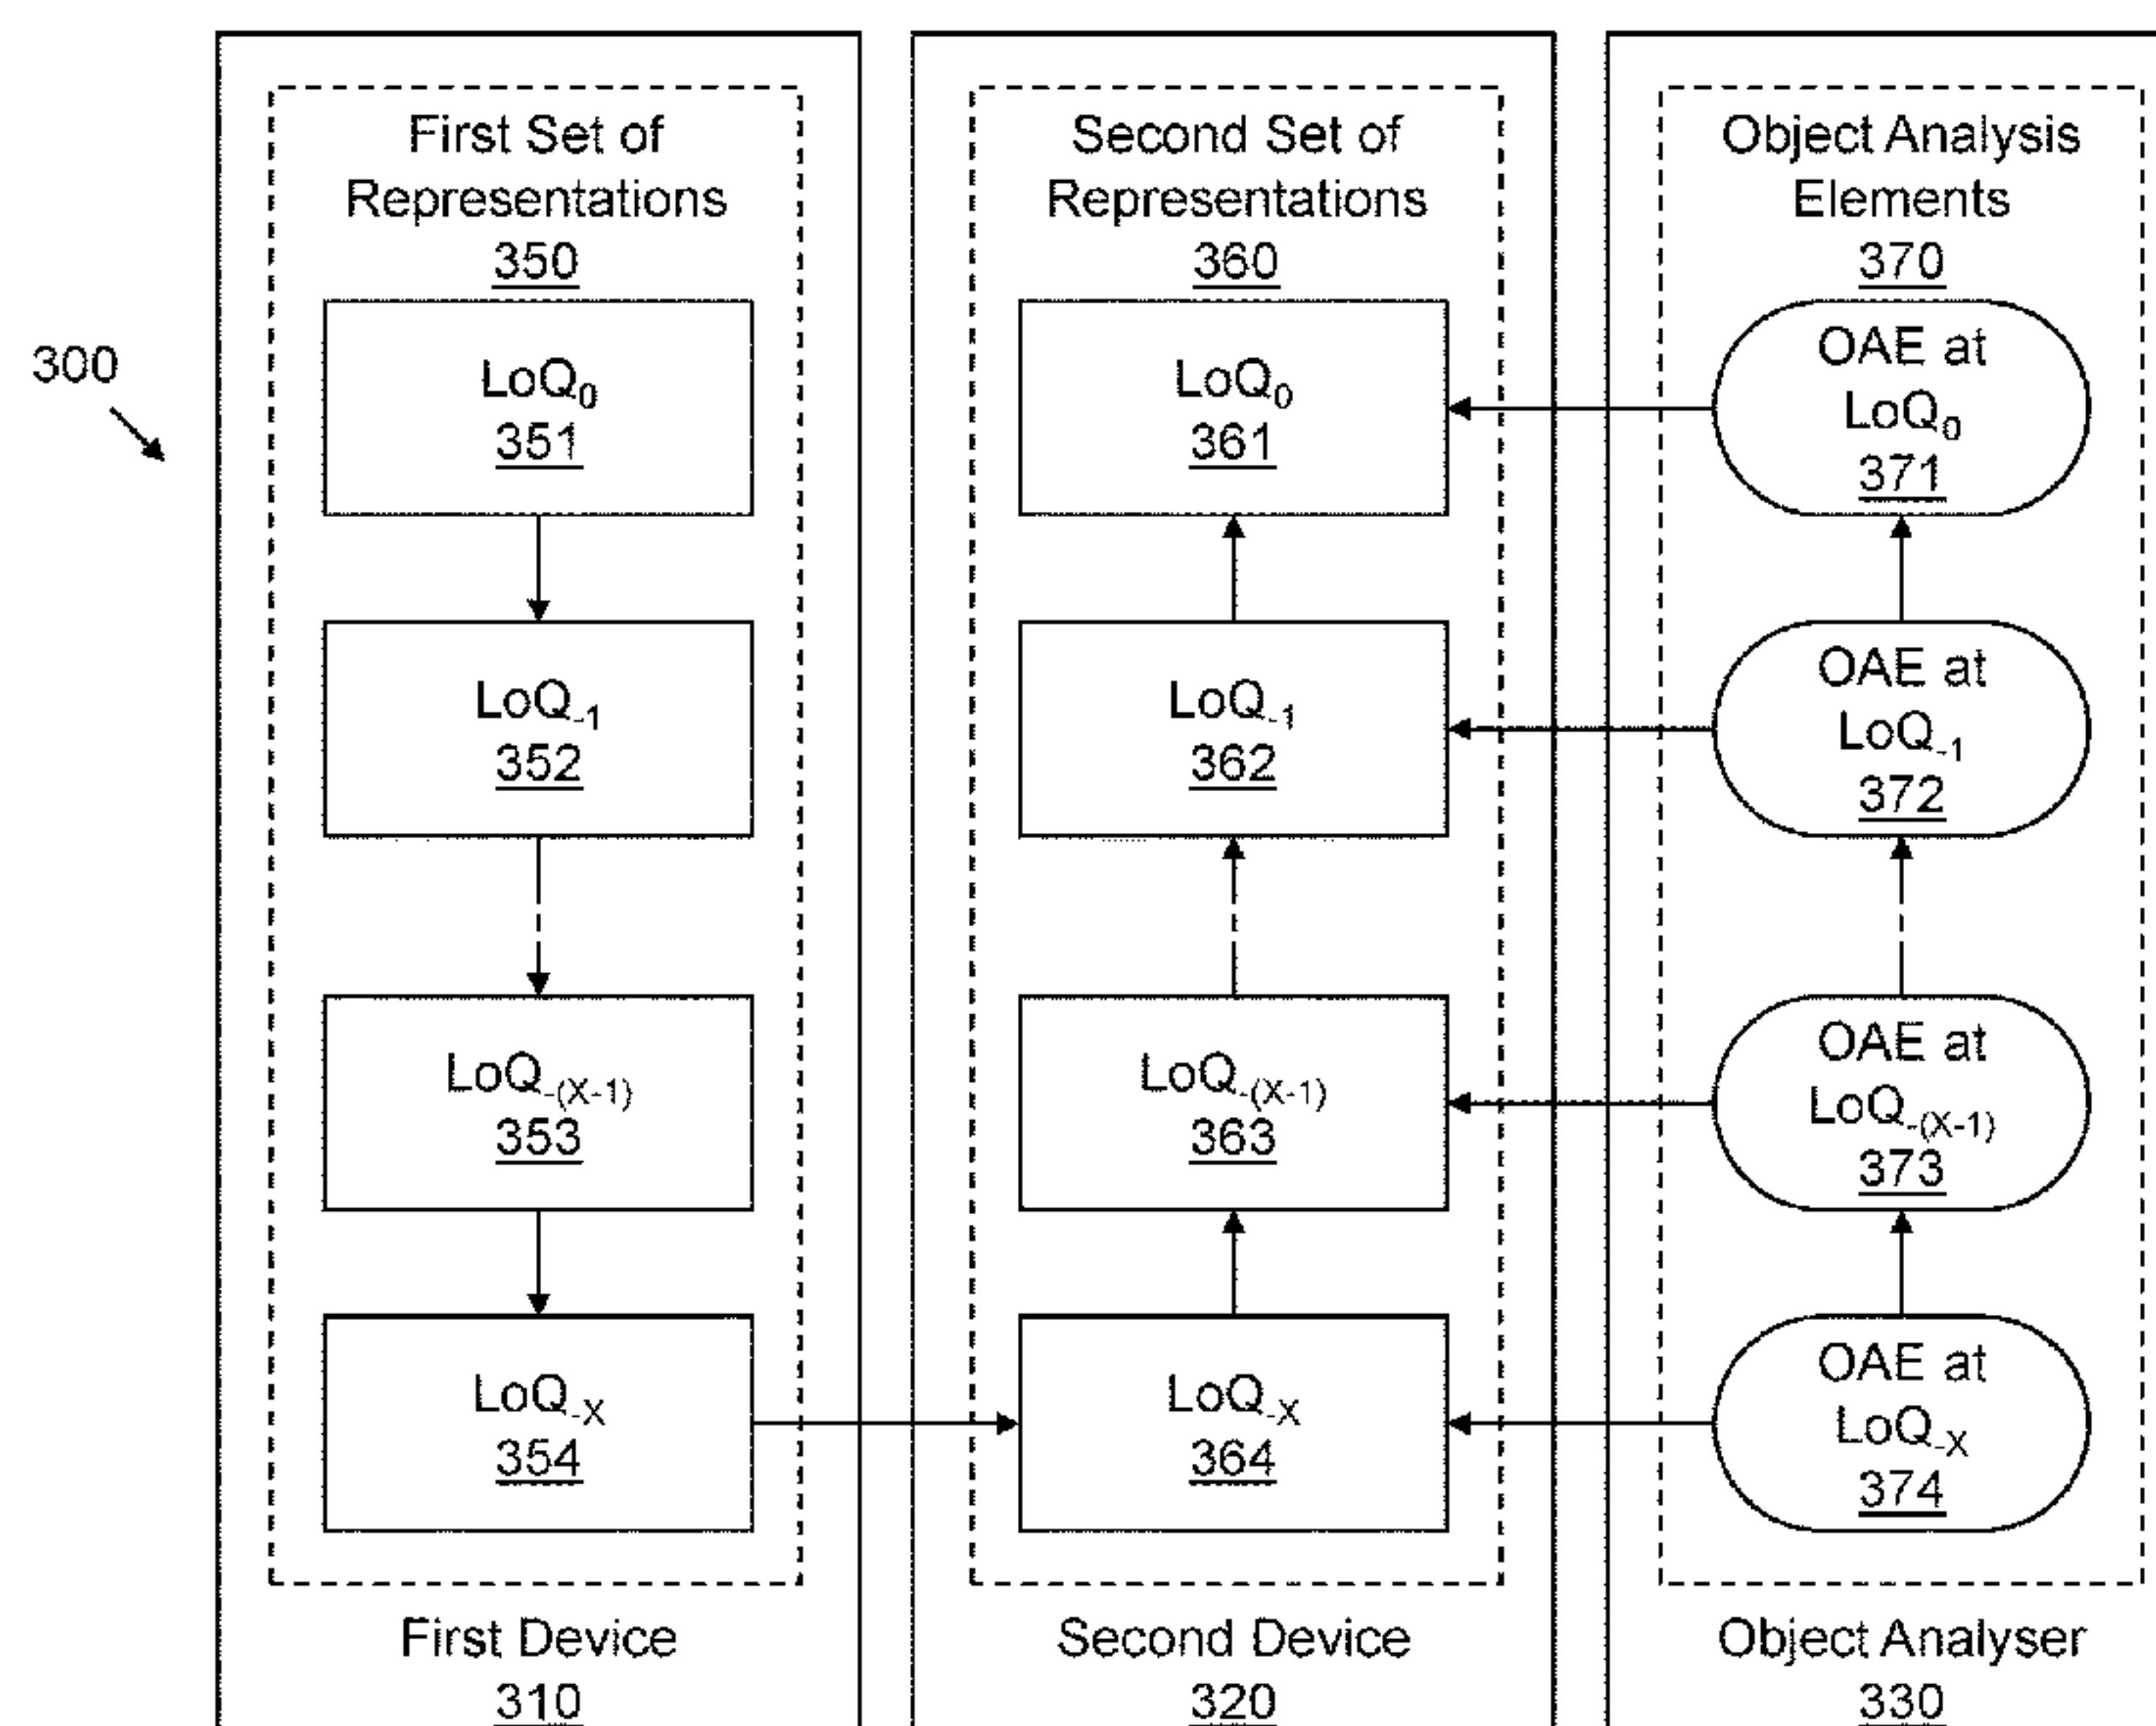 300
First Set of
Representations
350
LoQ₀
351
LoQ₋₁
352
LoQ₋₍X₋₁₎
353
LoQ₋X
354
First Device
310
Second Set of
Representations
360
LoQ₀
361
LoQ₋₁
362
LoQ₋₍X₋₁₎
363
LoQ₋X
364
Second Device
320
Object Analysis
Elements
370
OAE at
LoQ₀
371
OAE at
LoQ₋₁
372
OAE at
LoQ₋₍X₋₁₎
373
OAE at
LoQ₋X
374
Object Analyser
330